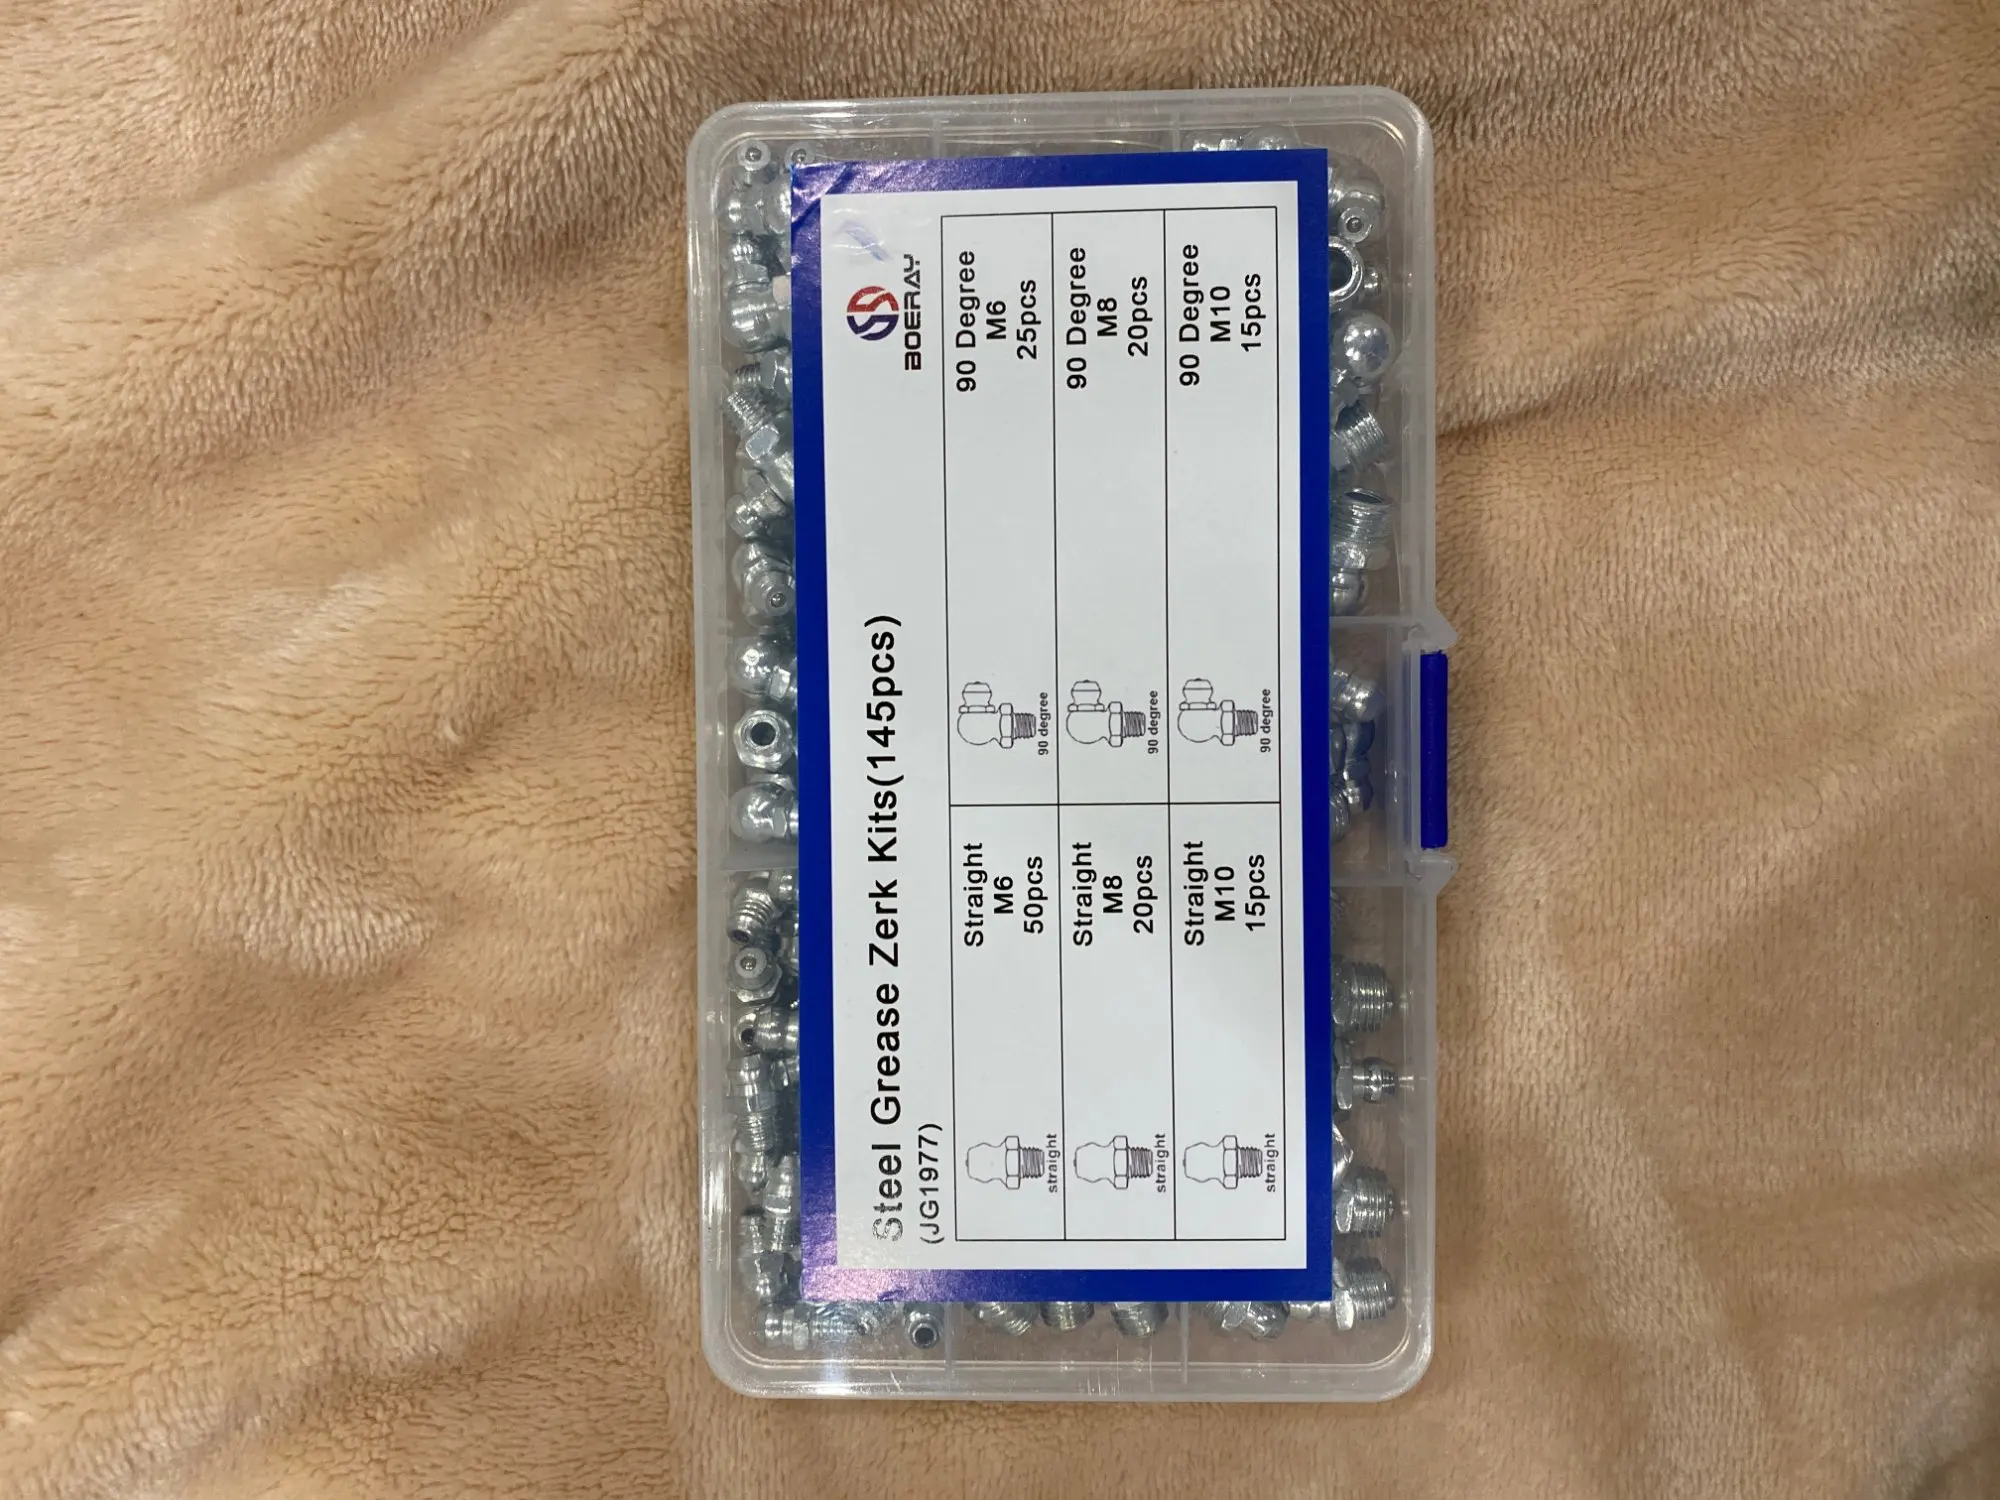 BOERAY
Steel Grease Zerk Kits(145pcs)
(JG1977)
straight
Straight
M6
50pcs
90 degree
90 Degree
M6
25pcs
straight
Straight
M8
20pcs
90 degree
90 Degree
M8
20pcs
straight
Straight
M10
15pcs
90 degree
90 Degree
M10
15pcs